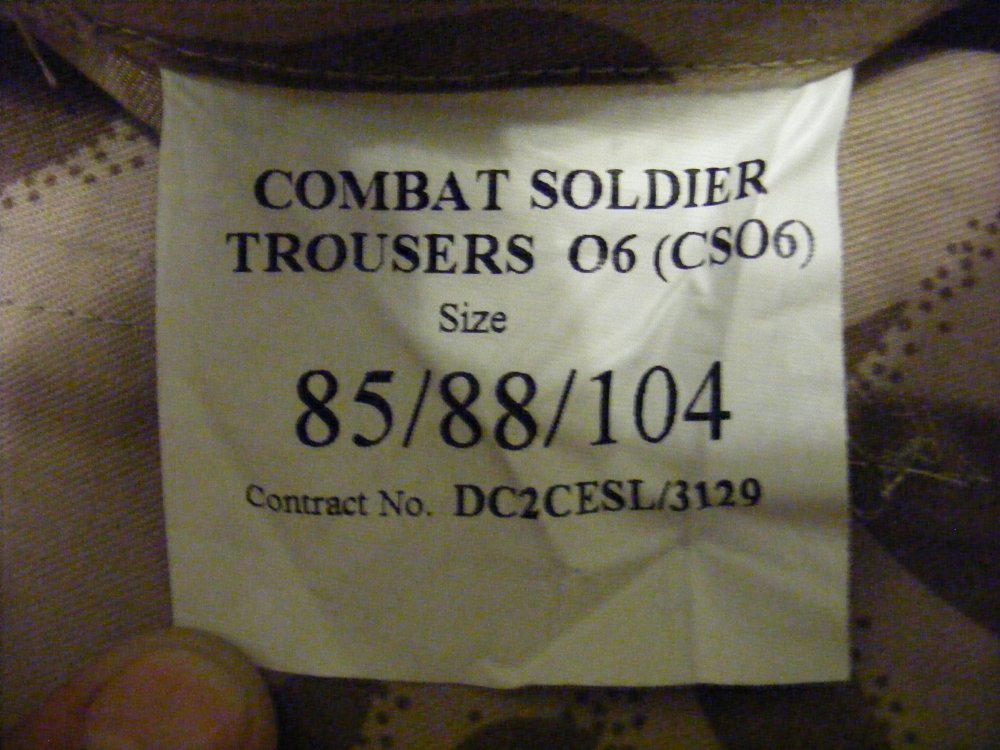 COMBAT SOLDIER
TROUSERS O6 (CSO6)
Size
85/88/104
Contract No. DC2CESL/3129